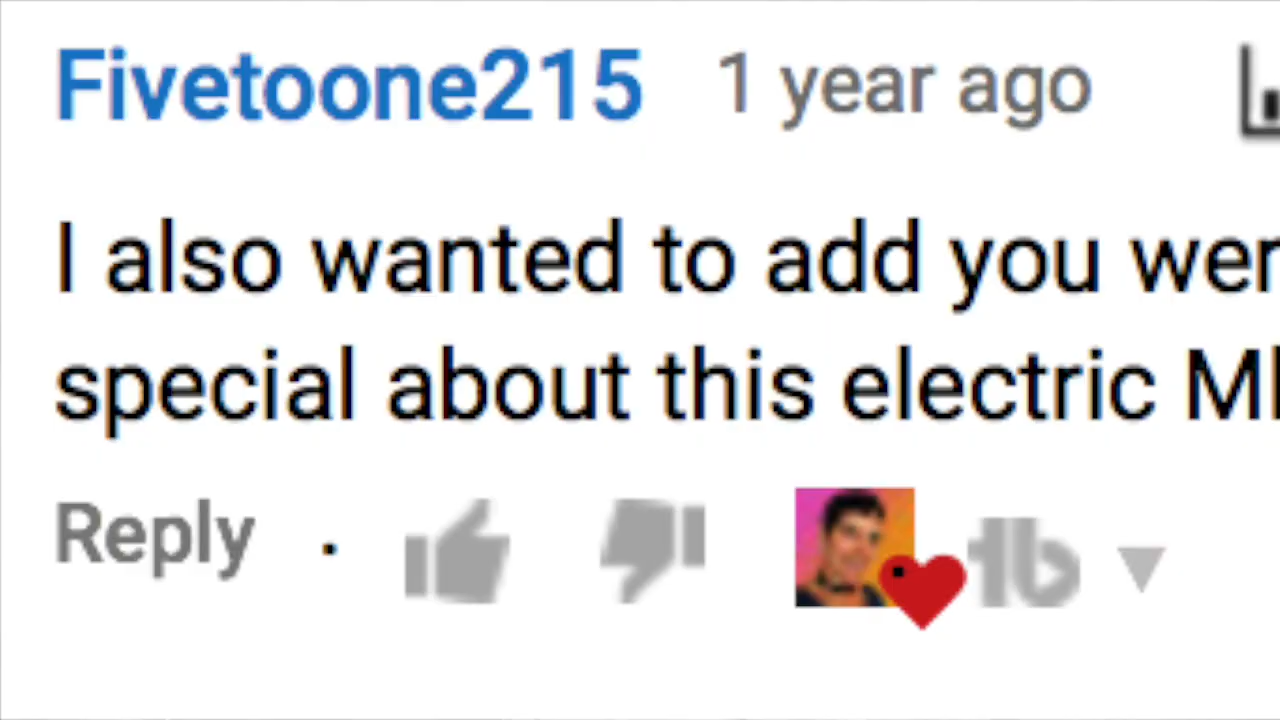 Fivetoone215 1 year ago
I also wanted to add you wer
special about this electric
Reply